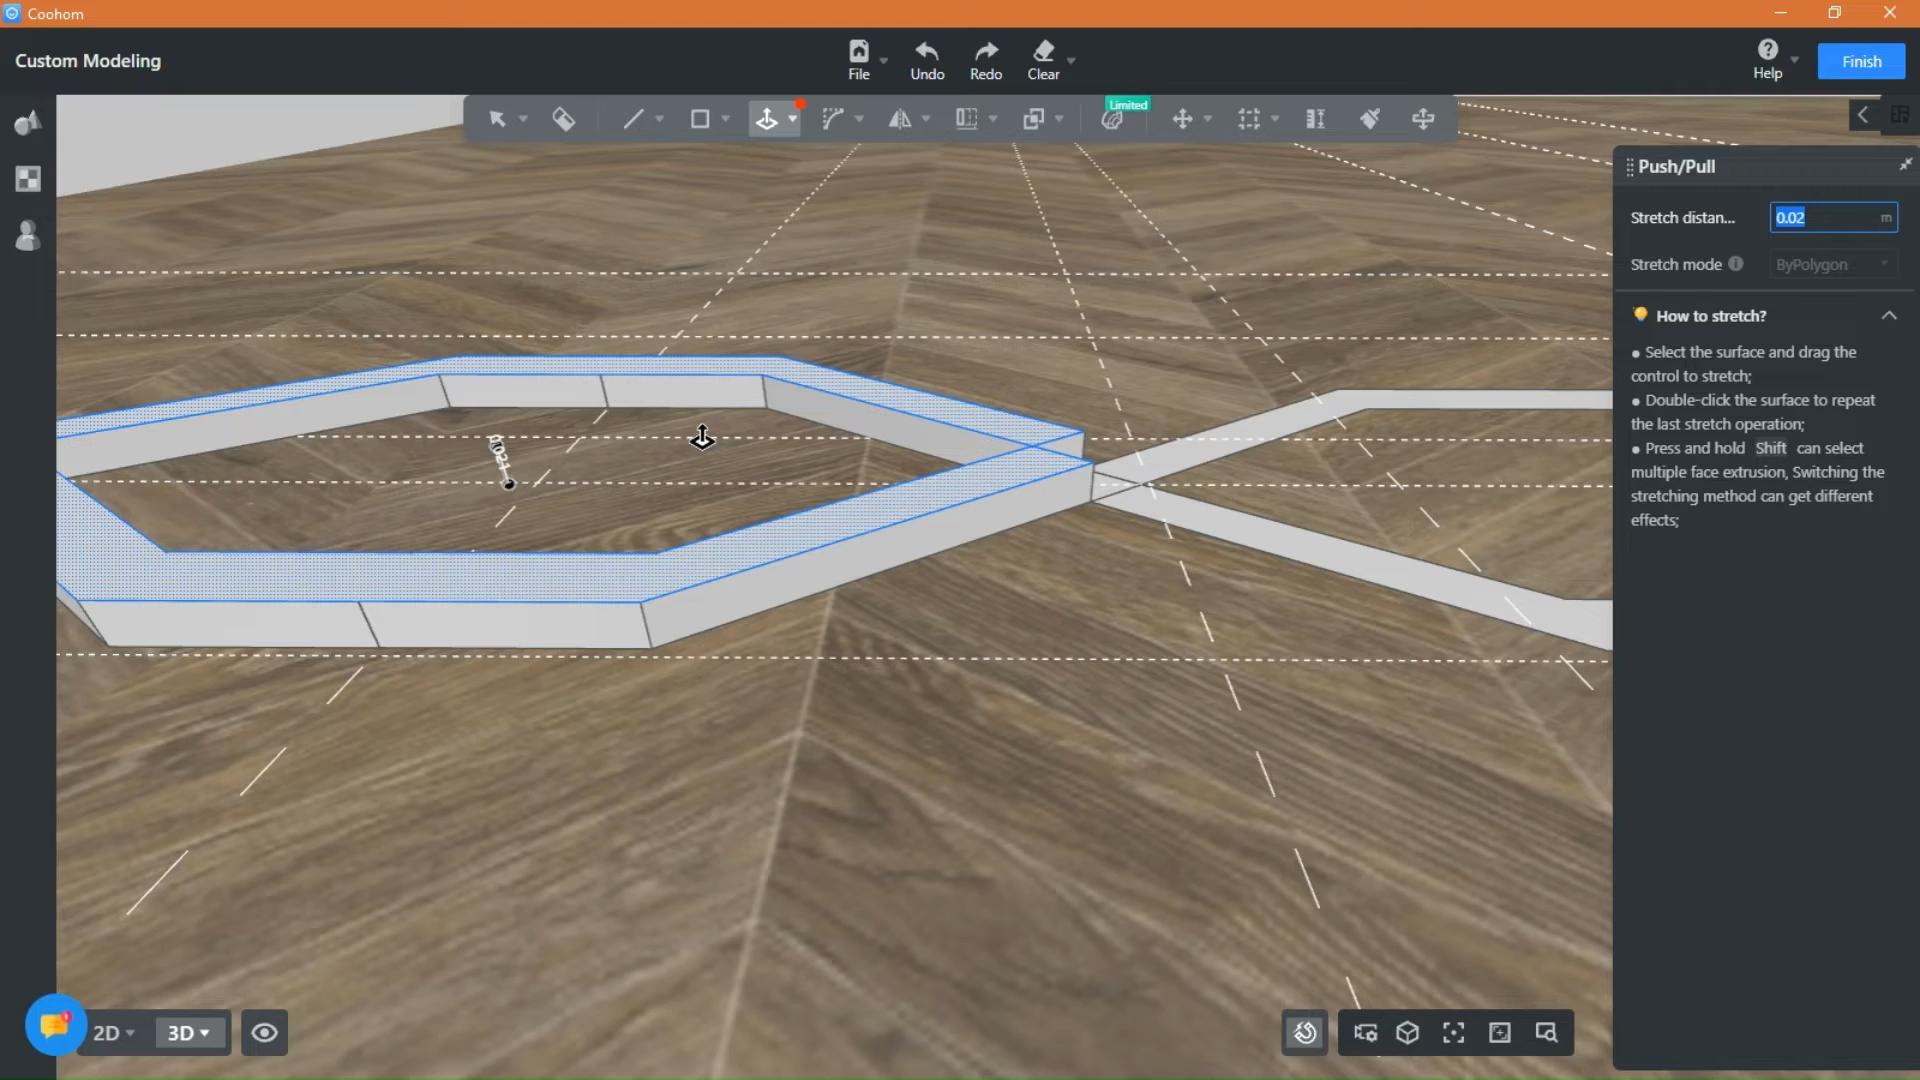 Coohom
Custom Modeling
File
Undo
Redo
Clear
Help
Finish
Limited
Push/Pull
Stretch distan...
0.02
m
Stretch mode
ByPolygon
How to stretch?
● Select the surface and drag the
control to stretch;
● Double-click the surface to repeat
the last stretch operation;
● Press and hold Shift can select
multiple face extrusion, Switching the
stretching method can get different
effects;
2D
3D